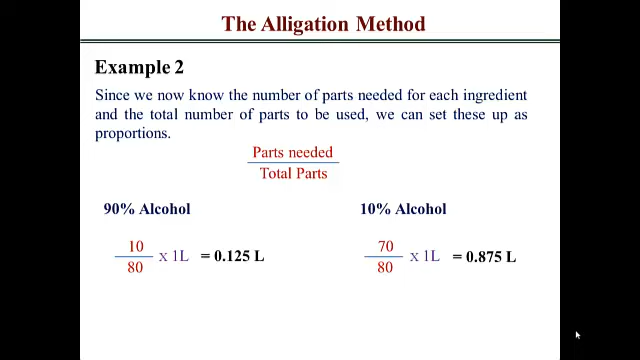 The Alligation Method
Example 2
Since we now know the number of parts needed for each ingredient
and the total number of parts to be used, we can set these up as
proportions.
Parts needed
Total Parts
90% Alcohol
10% Alcohol
10
80
x 1L
= 0.125 L
70
80
x 1L
= 0.875 L